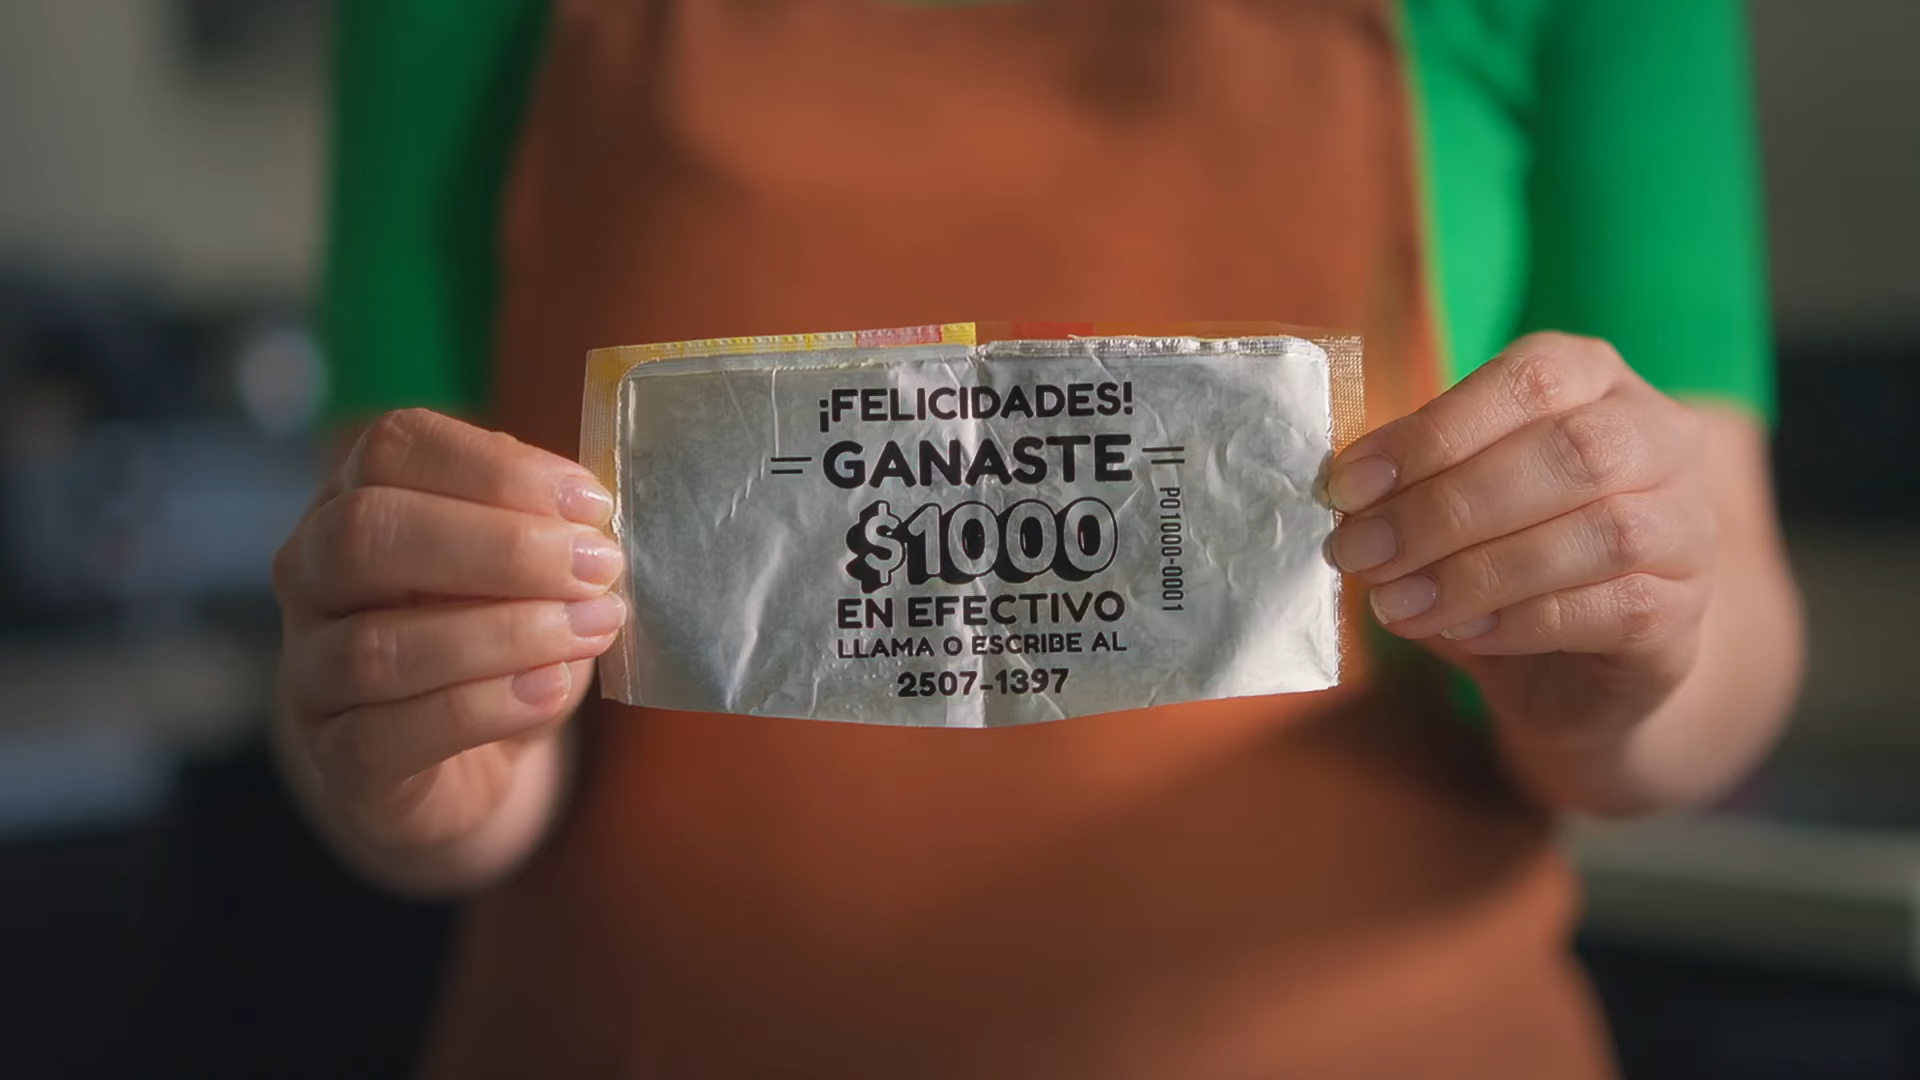 ¡FELICIDADES!
GANASTE
$1000
EN EFECTIVO
LLAMA O ESCRIBE AL
2507-1397
P01000-0001